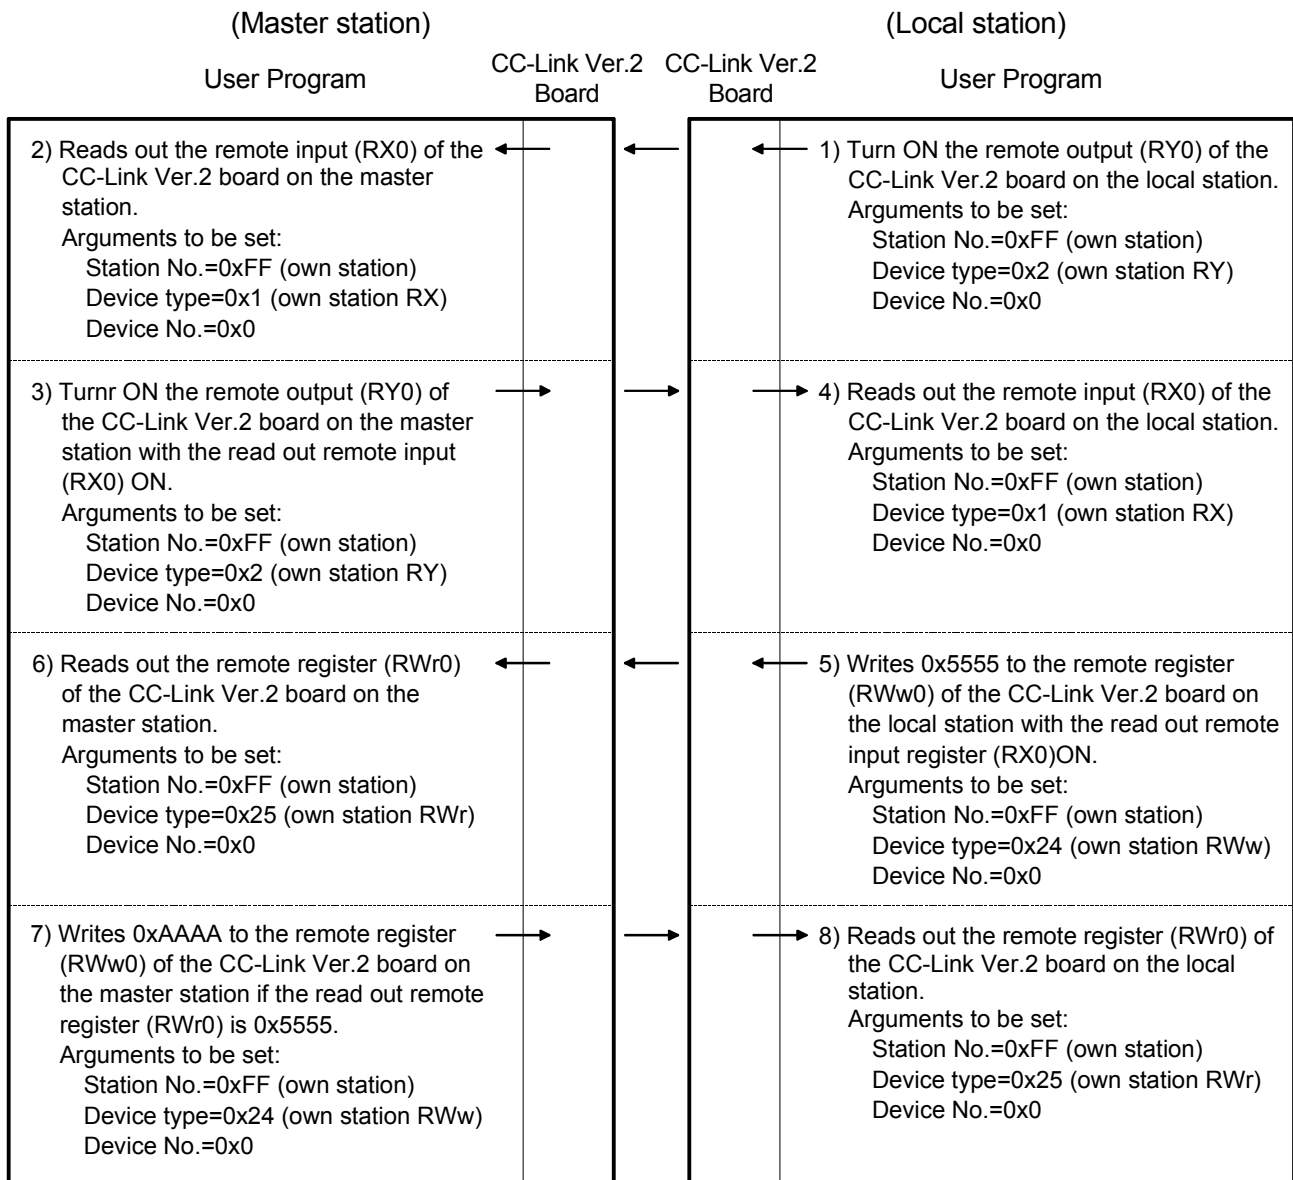 (Master station)
(Local station)
User Program
CC-Link Ver.2
Board
CC-Link Ver.2
Board
User Program
2) Reads out the remote input (RX0) of the
CC-Link Ver.2 board on the master
station.
Arguments to be set:
Station No.=0xFF (own station)
Device type=0x1 (own station RX)
Device No.=0x0
1) Turn ON the remote output (RY0) of the
CC-Link Ver.2 board on the local station.
Arguments to be set:
Station No.=0xFF (own station)
Device type=0x2 (own station RY)
Device No.=0x0
3) Turnr ON the remote output (RY0) of
the CC-Link Ver.2 board on the master
station with the read out remote input
(RX0) ON.
Arguments to be set:
Station No.=0xFF (own station)
Device type=0x2 (own station RY)
Device No.=0x0
4) Reads out the remote input (RX0) of the
CC-Link Ver.2 board on the local station.
Arguments to be set:
Station No.=0xFF (own station)
Device type=0x1 (own station RX)
Device No.=0x0
6) Reads out the remote register (RWr0)
of the CC-Link Ver.2 board on the
master station.
Arguments to be set:
Station No.=0xFF (own station)
Device type=0x25 (own station RWr)
Device No.=0x0
5) Writes 0x5555 to the remote register
(RWw0) of the CC-Link Ver.2 board on
the local station with the read out remote
input register (RX0)ON.
Arguments to be set:
Station No.=0xFF (own station)
Device type=0x24 (own station RWw)
Device No.=0x0
7) Writes 0xAAAA to the remote register
(RWw0) of the CC-Link Ver.2 board on
the master station if the read out remote
register (RWr0) is 0x5555.
Arguments to be set:
Station No.=0xFF (own station)
Device type=0x24 (own station RWw)
Device No.=0x0
8) Reads out the remote register (RWr0) of
the CC-Link Ver.2 board on the local
station.
Arguments to be set:
Station No.=0xFF (own station)
Device type=0x25 (own station RWr)
Device No.=0x0